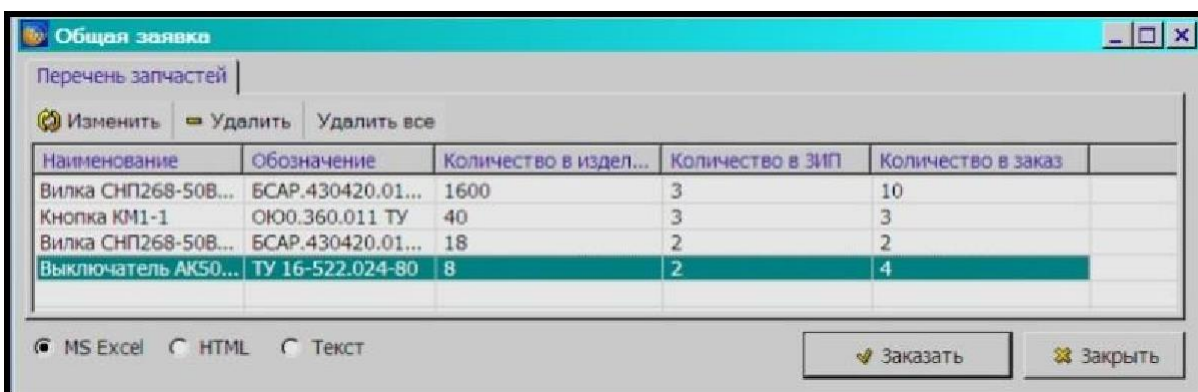 Общая заявка
Перечень запчастей
Изменить Удалить Удалить все
Наименование Обозначение Количество в издел... Количество в ЗИП Количество в заказ
Вилка СНП268-50В... БСАР.430420.01... 1600 3 10
Кнопка КМ1-1 ОЮ0.360.011 ТУ 40 3 3
Вилка СНП268-50В... БСАР.430420.01... 18 2 2
Выключатель АК50... ТУ 16-522.024-80 8 2 4
MS Excel HTML Текст Заказать Закрыть